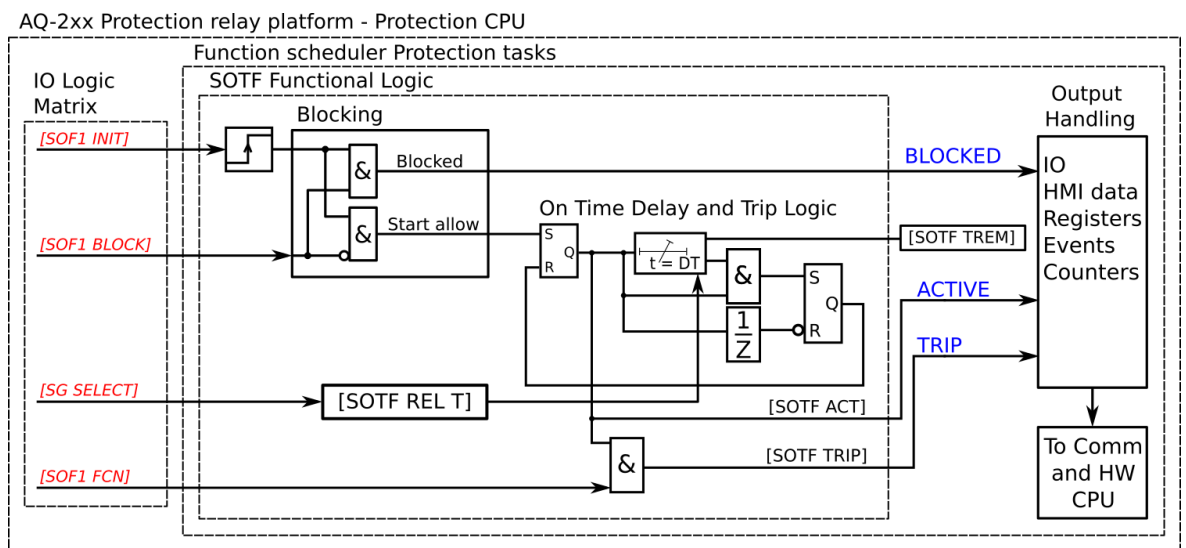 AQ-2xx Protection relay platform - Protection CPU
Function scheduler Protection tasks
SOTF Functional Logic
IO Logic
Matrix
Output
Handling
Blocking
[SOF1 INIT]
&
Blocked
BLOCKED
IO
HMI data
Registers
Events
Counters
On Time Delay and Trip Logic
[SOF1 BLOCK]
&
Start allow
S
Q
R
t = DT
[SOTF TREM]
&
S
Q
R
1
Z
ACTIVE
TRIP
[SG SELECT]
[SOTF REL T]
[SOTF ACT]
[SOF1 FCN]
&
[SOTF TRIP]
To Comm
and HW
CPU